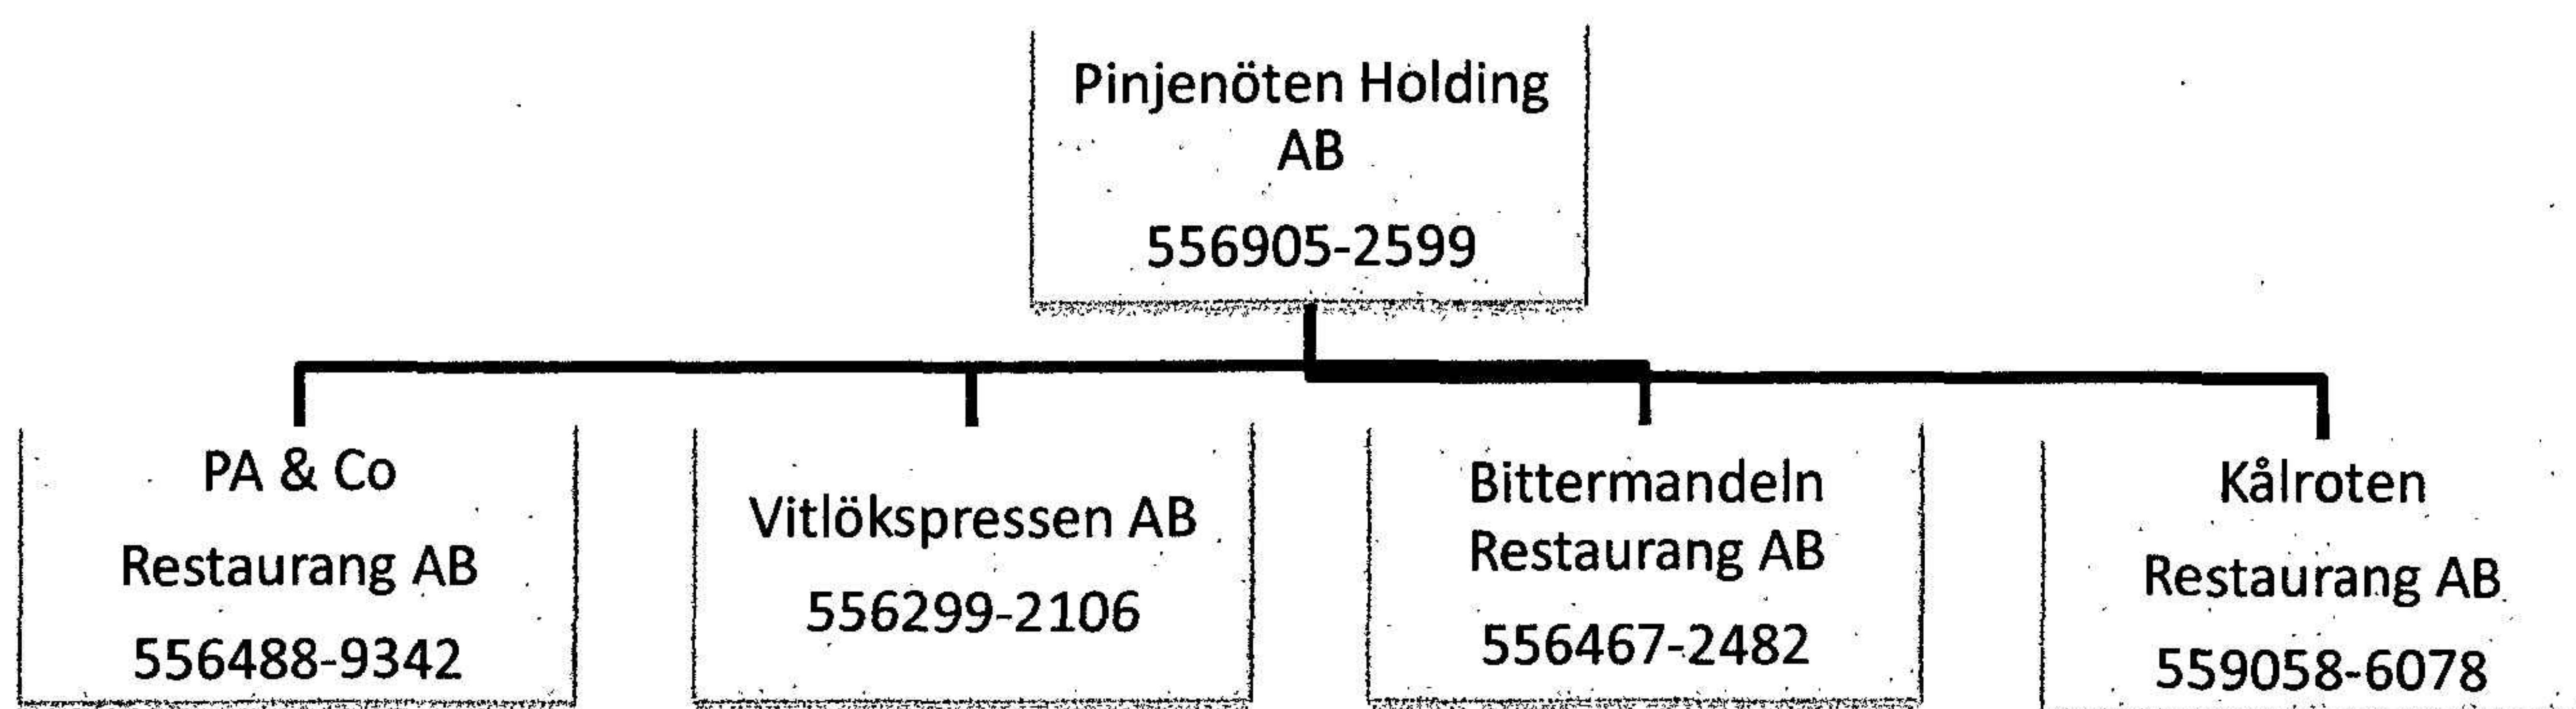 Pinjenöten Holding
AB
556905-2599
PA & Co
Restaurang AB
556488-9342
Vitlökspressen AB
556299-2106
Bittermandeln
Restaurang AB
556467-2482
Kålroten
Restaurang AB
559058-6078